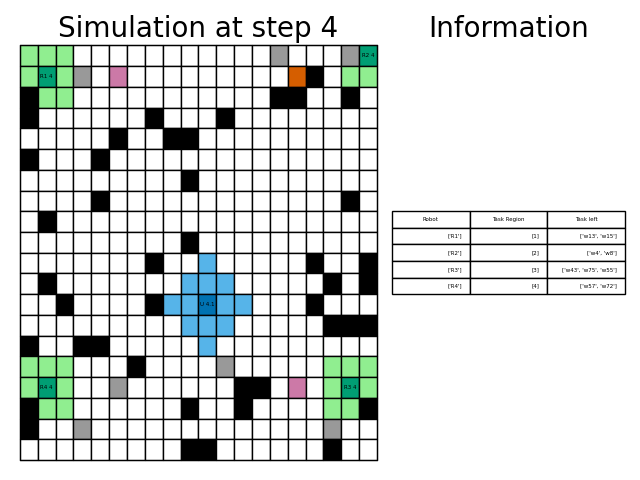 Simulation at step 4
Information
R2 4
R1 4
Robot Task Region Task left
['R1'] [1] ['w13', 'w15']
['R2'] [2] ['w4', 'w8']
['R3'] [3] ['w43', 'w75', 'w55']
['R4'] [4] ['w57', 'w72']
U 4.1
R4 4
R3 4